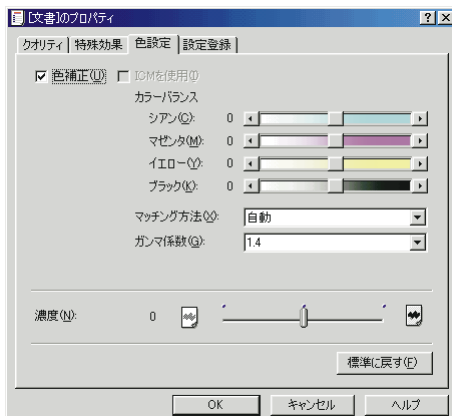 [文書]のプロパティ
クオリティ 特殊効果 色設定 設定登録
色補正(U) ICMを使用(I)
カラーバランス
シアン(C): 0
マゼンタ(M): 0
イエロー(Y): 0
ブラック(K): 0
マッチング方法(X): 自動
ガンマ係数(G): 1.4
濃度(N): 0
標準に戻す(F)
OK キャンセル ヘルプ